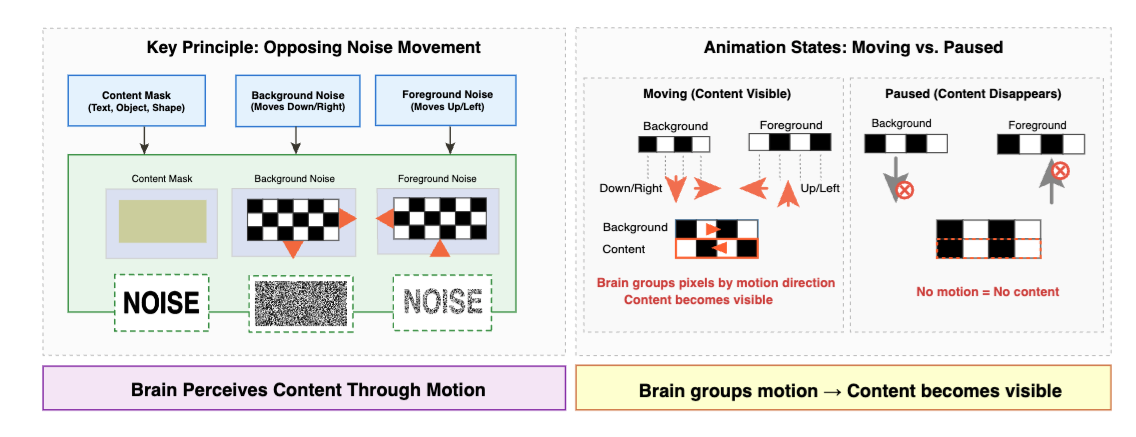 Key Principle: Opposing Noise Movement
Content Mask
(Text, Object, Shape)
Background Noise
(Moves Down/Right)
Foreground Noise
(Moves Up/Left)
Content Mask
Background Noise
Foreground Noise
NOISE
NOISE
Brain Perceives Content Through Motion
Animation States: Moving vs. Paused
Moving (Content Visible)
Background
Foreground
Down/Right
Up/Left
Background
Content
Brain groups pixels by motion direction
Content becomes visible
Paused (Content Disappears)
Background
Foreground
No motion = No content
Brain groups motion → Content becomes visible